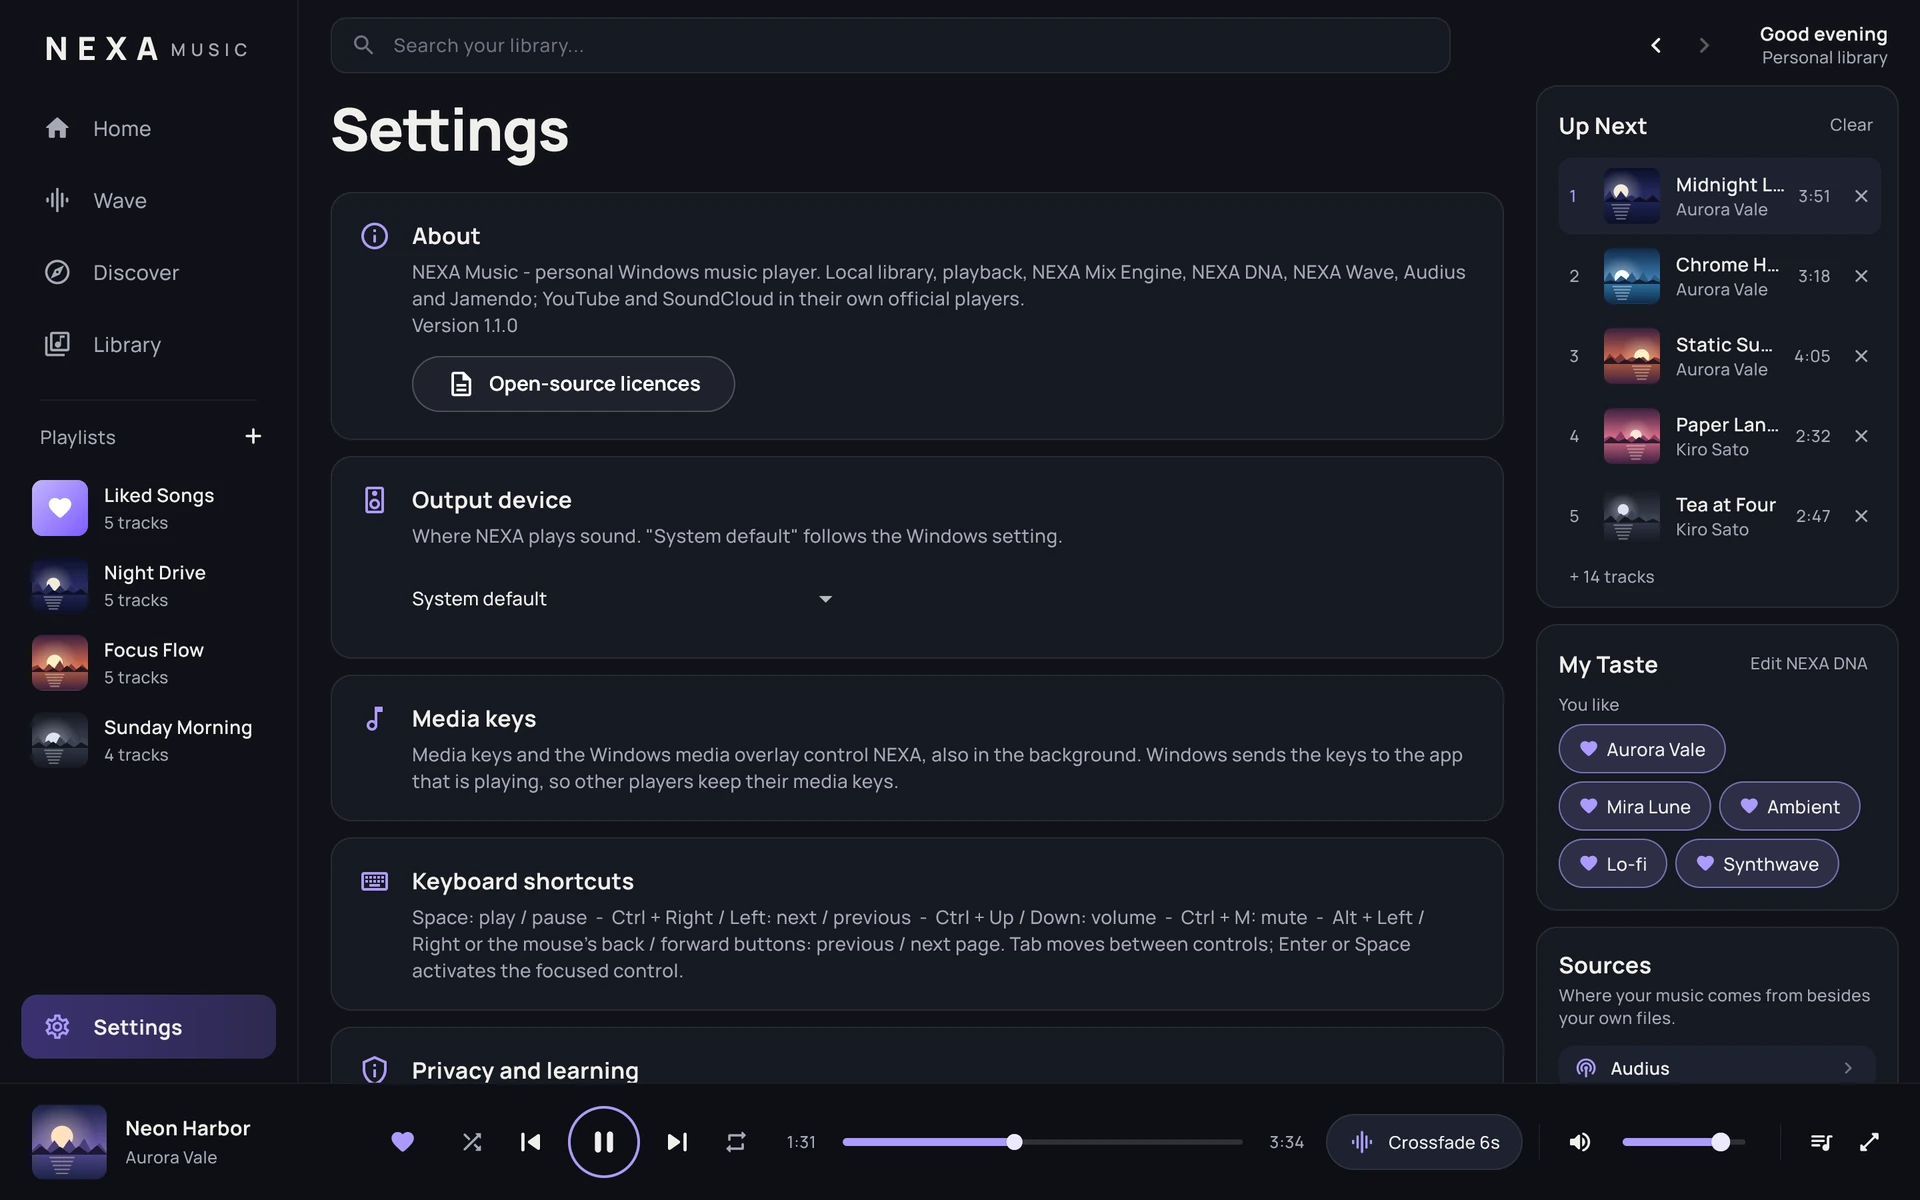 NEXA MUSIC
Search your library...
Good evening
Personal library
Home
Wave
Discover
Library
Playlists
Liked Songs
5 tracks
Night Drive
5 tracks
Focus Flow
5 tracks
Sunday Morning
4 tracks
Settings
Settings
About
NEXA Music - personal Windows music player. Local library, playback, NEXA Mix Engine, NEXA DNA, NEXA Wave, Audius
and Jamendo; YouTube and SoundCloud in their own official players.
Version 1.1.0
Open-source licences
Output device
Where NEXA plays sound. "System default" follows the Windows setting.
System default
Media keys
Media keys and the Windows media overlay control NEXA, also in the background. Windows sends the keys to the app
that is playing, so other players keep their media keys.
Keyboard shortcuts
Space: play / pause - Ctrl + Right / Left: next / previous - Ctrl + Up / Down: volume - Ctrl + M: mute - Alt + Left /
Right or the mouse's back / forward buttons: previous / next page. Tab moves between controls; Enter or Space
activates the focused control.
Privacy and learning
Up Next
Clear
1 Midnight L... 3:51
Aurora Vale
2 Chrome H... 3:18
Aurora Vale
3 Static Su... 4:05
Aurora Vale
4 Paper Lan... 2:32
Kiro Sato
5 Tea at Four 2:47
Kiro Sato
+ 14 tracks
My Taste
Edit NEXA DNA
You like
Aurora Vale
Mira Lune
Ambient
Lo-fi
Synthwave
Sources
Where your music comes from besides
your own files.
Audius
Neon Harbor
Aurora Vale
1:31
3:34
Crossfade 6s